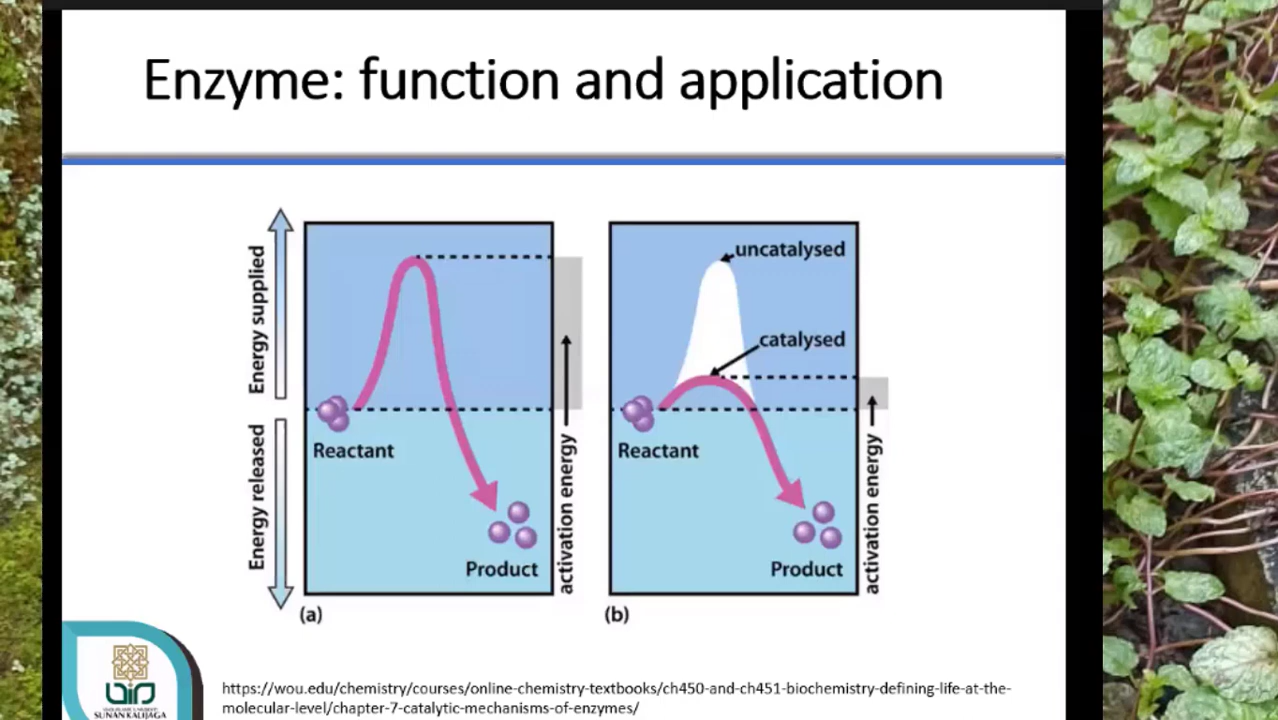 Enzyme: function and application
Energy supplied
Energy released
Reactant
Product
activation energy
(a)
uncatalysed
catalysed
Reactant
Product
activation energy
(b)
SUNAN KALIJAGA
https://wou.edu/chemistry/courses/online-chemistry-textbooks/ch450-and-ch451-biochemistry-defining-life-at-the-
molecular-level/chapter-7-catalytic-mechanisms-of-enzymes/